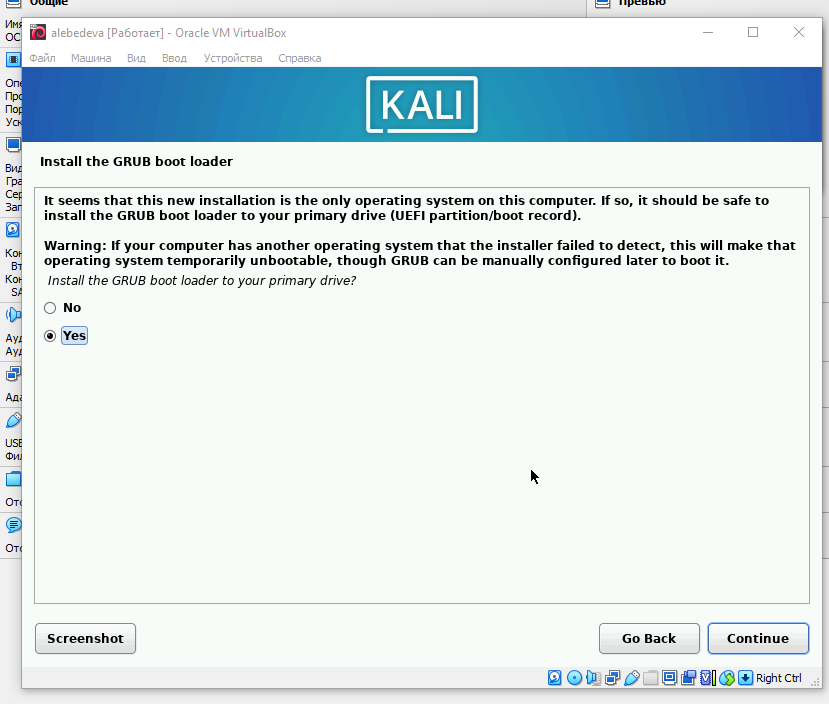 Общие
Превью
alebedeva [Работает] - Oracle VM VirtualBox
Файл Машина Вид Ввод Устройства Справка
KALI
Install the GRUB boot loader
It seems that this new installation is the only operating system on this computer. If so, it should be safe to
install the GRUB boot loader to your primary drive (UEFI partition/boot record).
Warning: If your computer has another operating system that the installer failed to detect, this will make that
operating system temporarily unbootable, though GRUB can be manually configured later to boot it.
Install the GRUB boot loader to your primary drive?
No
Yes
Screenshot
Go Back
Continue
Right Ctrl
Имя
ОС
Опе
Про
Пор
Уск
Вид
Гра
Сер
Зап
Кон
Вт
Кон
SA
Ауд
Ауд
Ада
USB
Фил
Отс
Отс